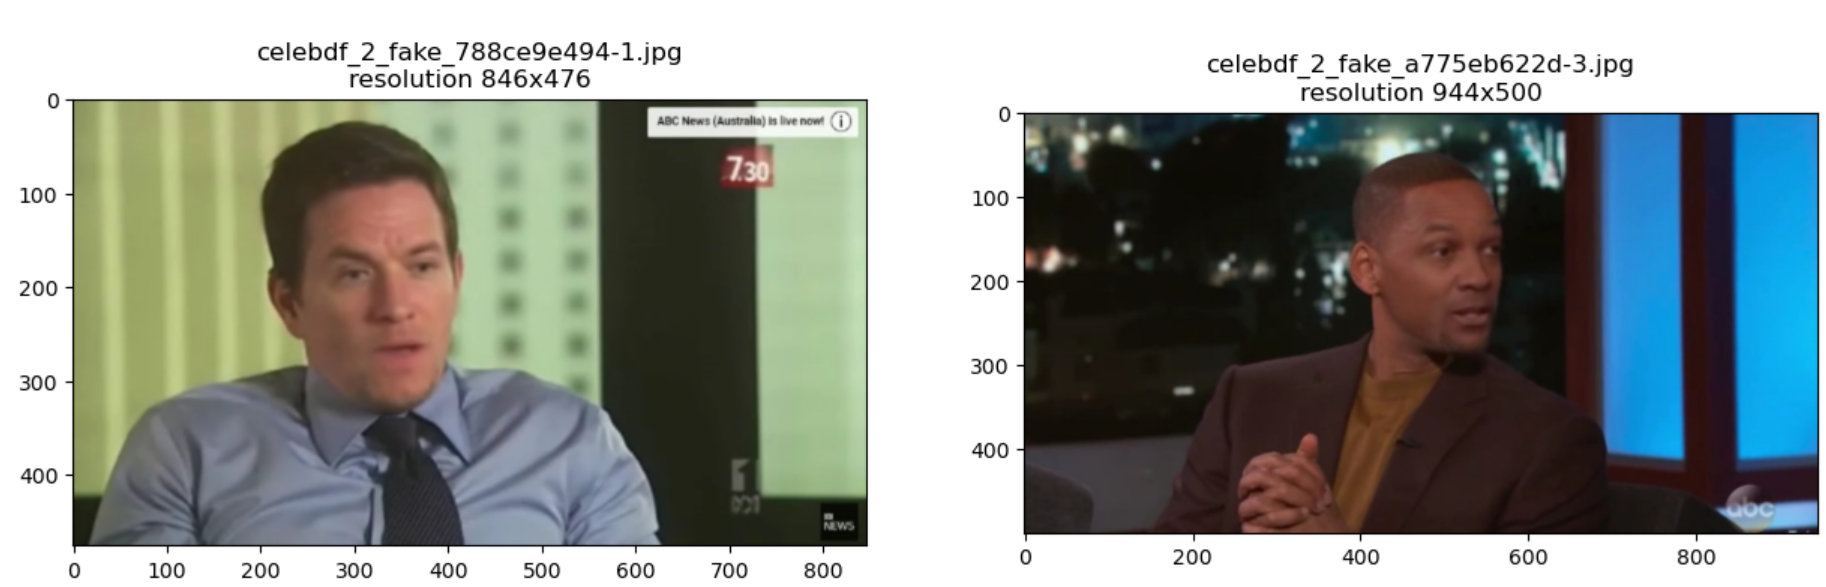 celebdf_2_fake_788ce9e494-1.jpg
resolution 846x476
0
100
200
300
400
0 100 200 300 400 500 600 700 800
ABC News (Australia) is live now! i
7.30
NEWS
celebdf_2_fake_a775eb622d-3.jpg
resolution 944x500
0
100
200
300
400
0 200 400 600 800
abc